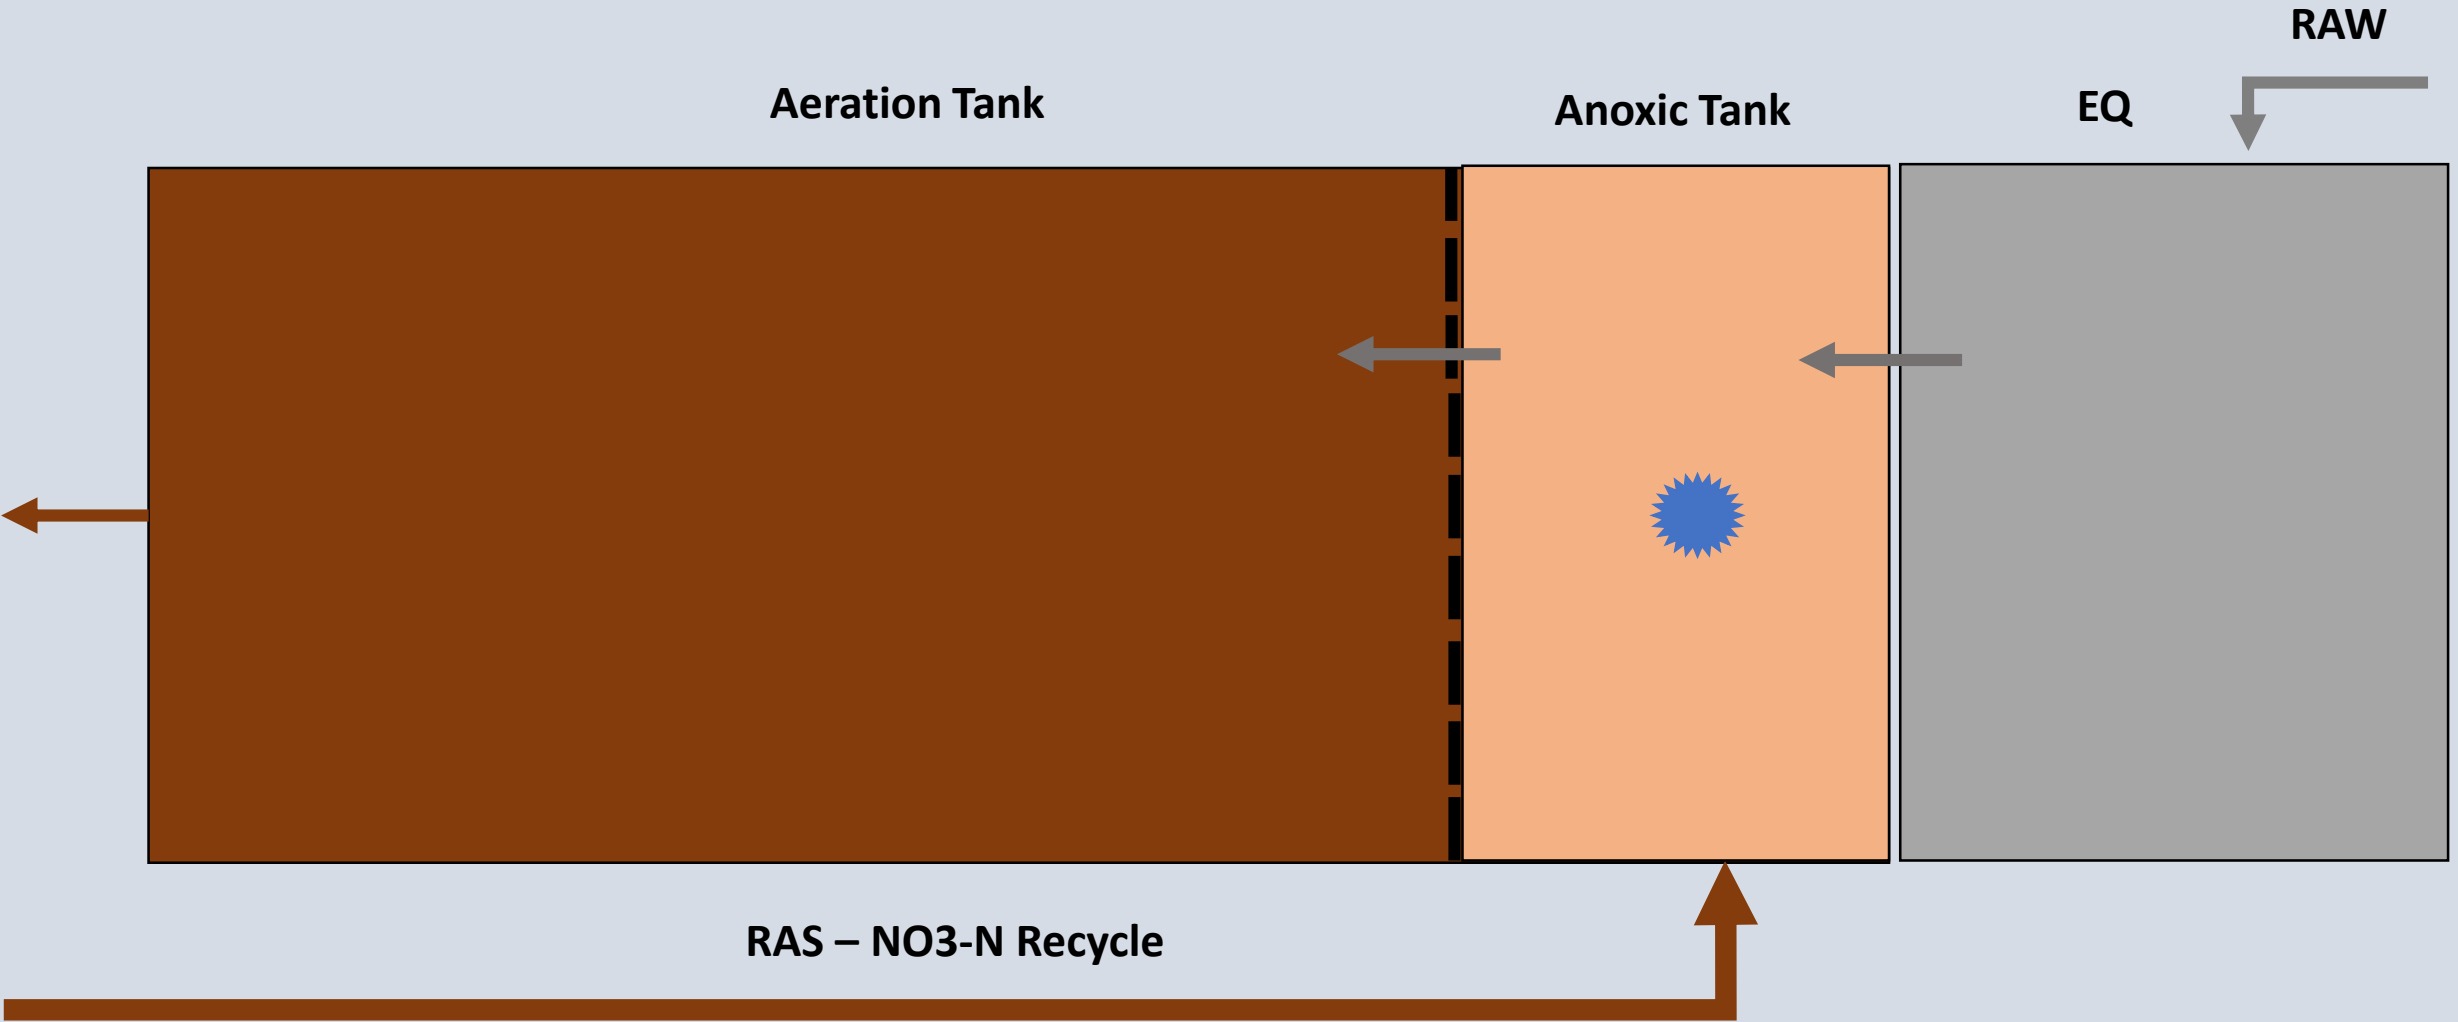 RAW
Aeration Tank
Anoxic Tank
EQ
RAS – NO3-N Recycle